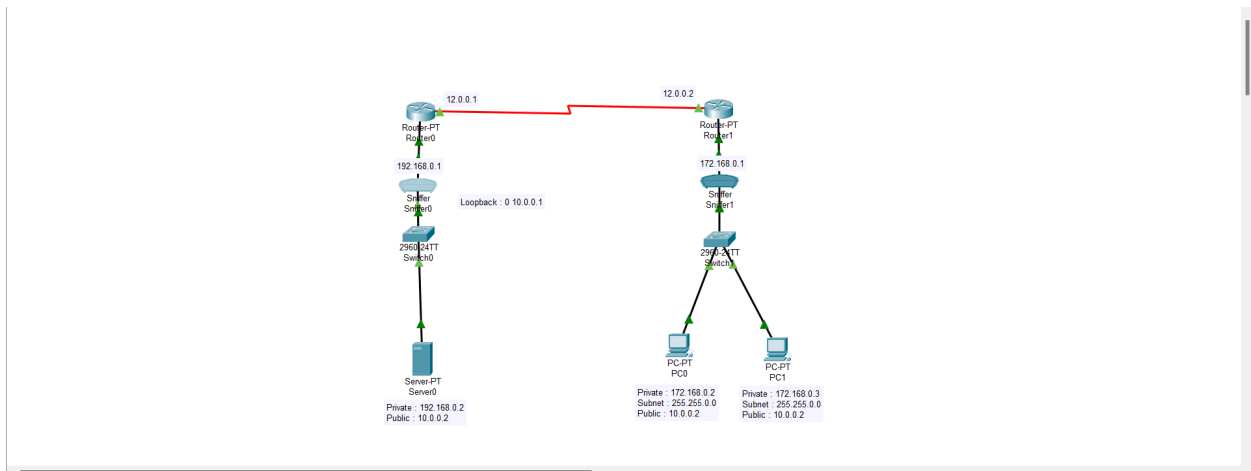 12.0.0.1
12.0.0.2
Router-PT
Router0
Router-PT
Router1
192.168.0.1
172.168.0.1
Sniffer
Sniffer0
Sniffer
Sniffer1
Loopback : 0 10.0.0.1
2960-24TT
Switch0
2960-24TT
Switch1
Server-PT
Server0
PC-PT
PC0
PC-PT
PC1
Private : 192.168.0.2
Public : 10.0.0.2
Private : 172.168.0.2
Subnet : 255.255.0.0
Public : 10.0.0.2
Private : 172.168.0.3
Subnet : 255.255.0.0
Public : 10.0.0.2